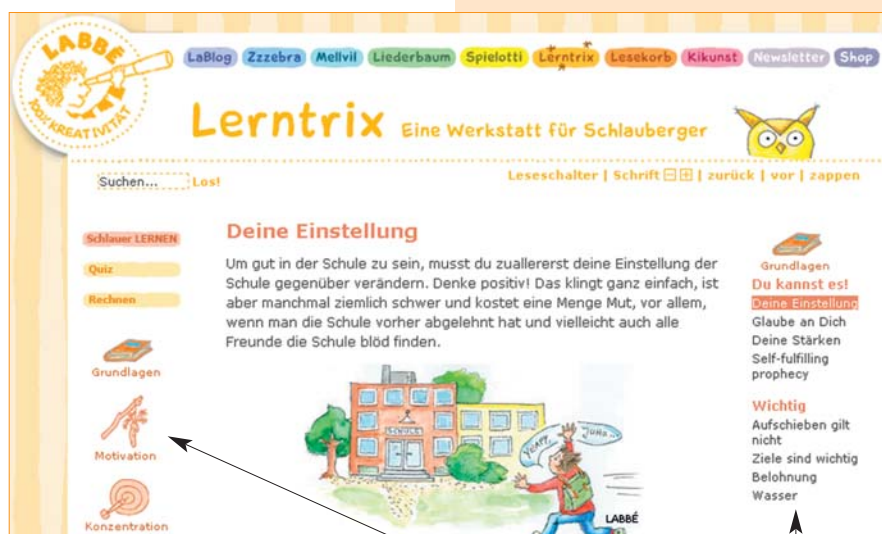 LABBÉ
100% KREATIVITÄT
LaBlog Zzzebra Mellvil Liederbaum Spielotti Lerntrix Lesekorb Kikunst Newsletter Shop
Lerntrix Eine Werkstatt für Schlauberger
Suchen... Los!
Leseschalter | Schrift | zurück | vor | zappen
Schlauer LERNEN
Quiz
Rechnen
Grundlagen
Motivation
Konzentration
Deine Einstellung
Um gut in der Schule zu sein, musst du zuallererst deine Einstellung der
Schule gegenüber verändern. Denke positiv! Das klingt ganz einfach, ist
aber manchmal ziemlich schwer und kostet eine Menge Mut, vor allem,
wenn man die Schule vorher abgelehnt hat und vielleicht auch alle
Freunde die Schule blöd finden.
SCHULE
JUHU...
LABBÉ
Grundlagen
Du kannst es!
Deine Einstellung
Glaube an Dich
Deine Stärken
Self-fulfilling
prophecy
Wichtig
Aufschieben gilt
nicht
Ziele sind wichtig
Belohnung
Wasser